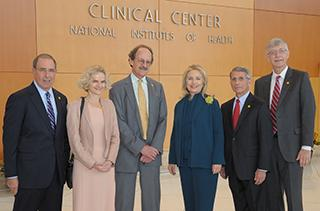 CLINICAL CENTER
NATIONAL INSTITUTES OF HEALTH